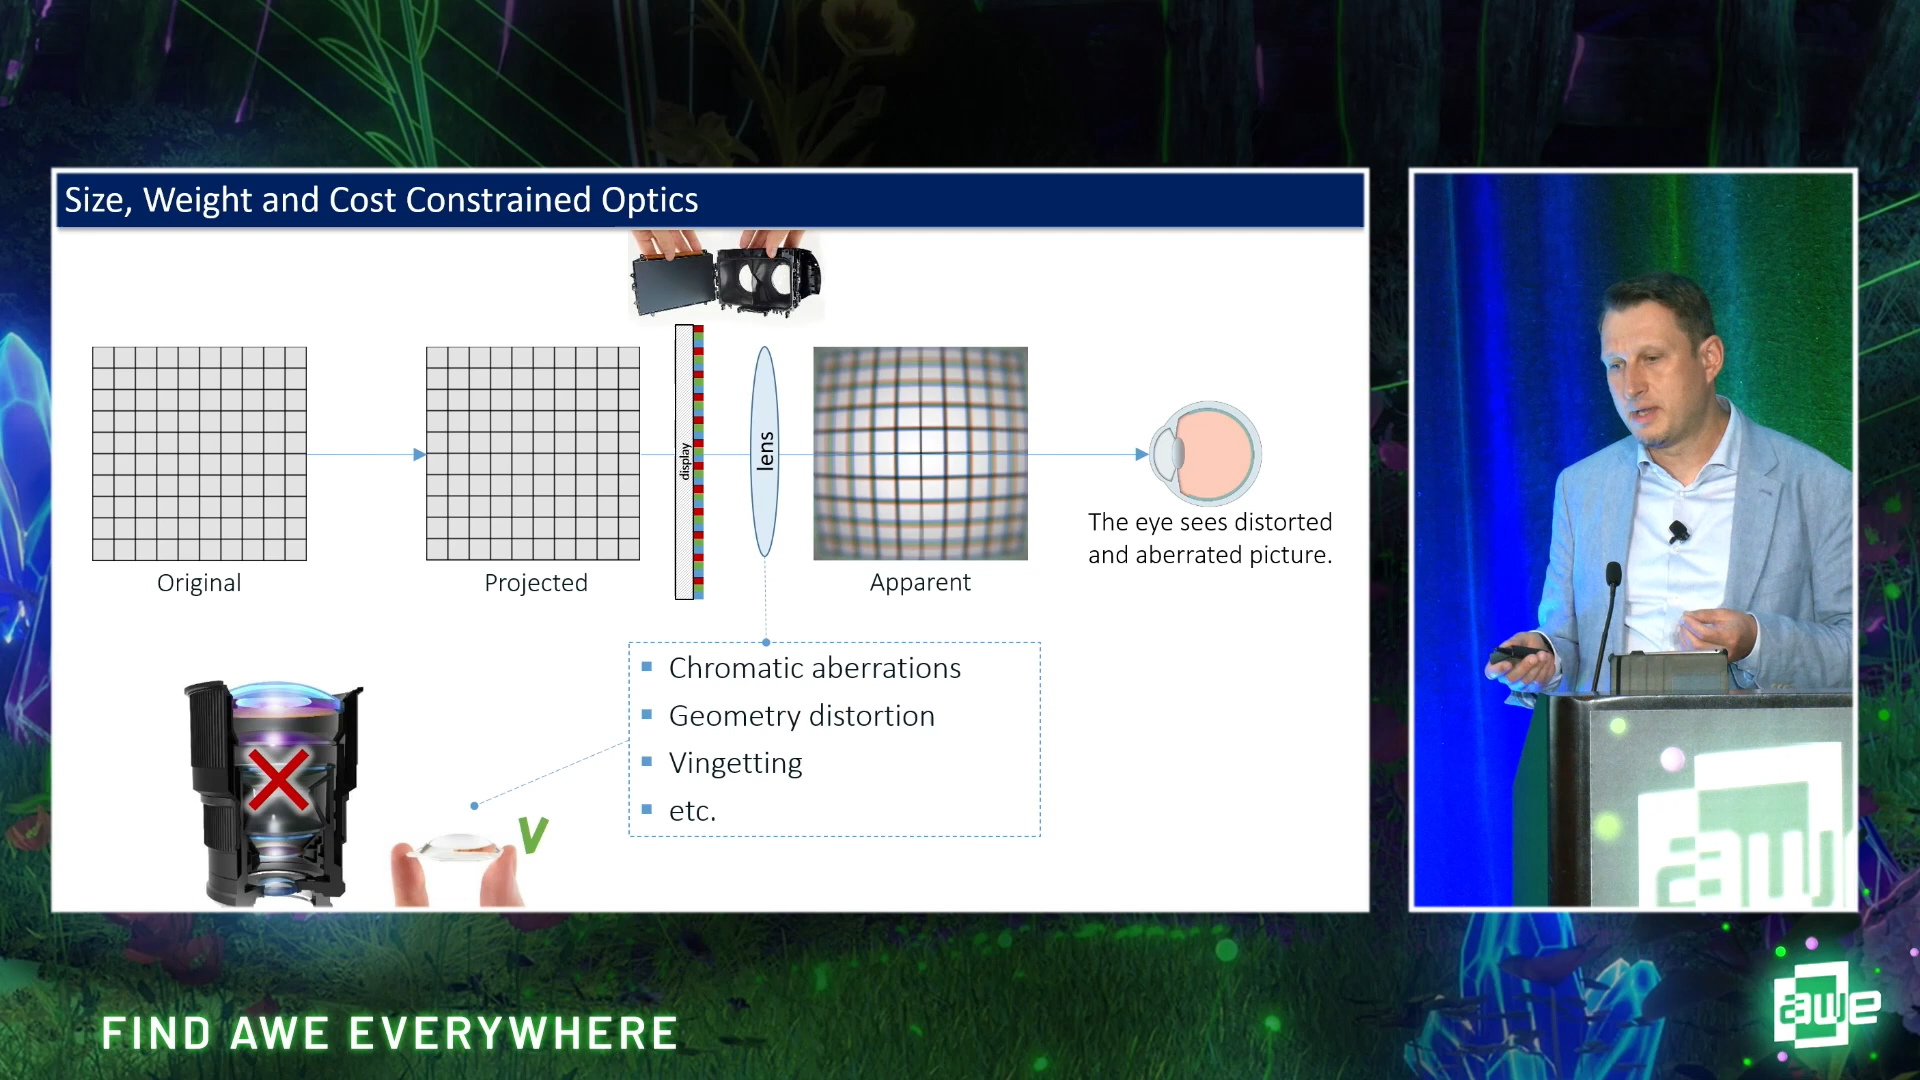 Size, Weight and Cost Constrained Optics
display
lens
Original
Projected
Apparent
The eye sees distorted
and aberrated picture.
Chromatic aberrations
Geometry distortion
Vingetting
etc.
V
awe
FIND AWE EVERYWHERE
awe